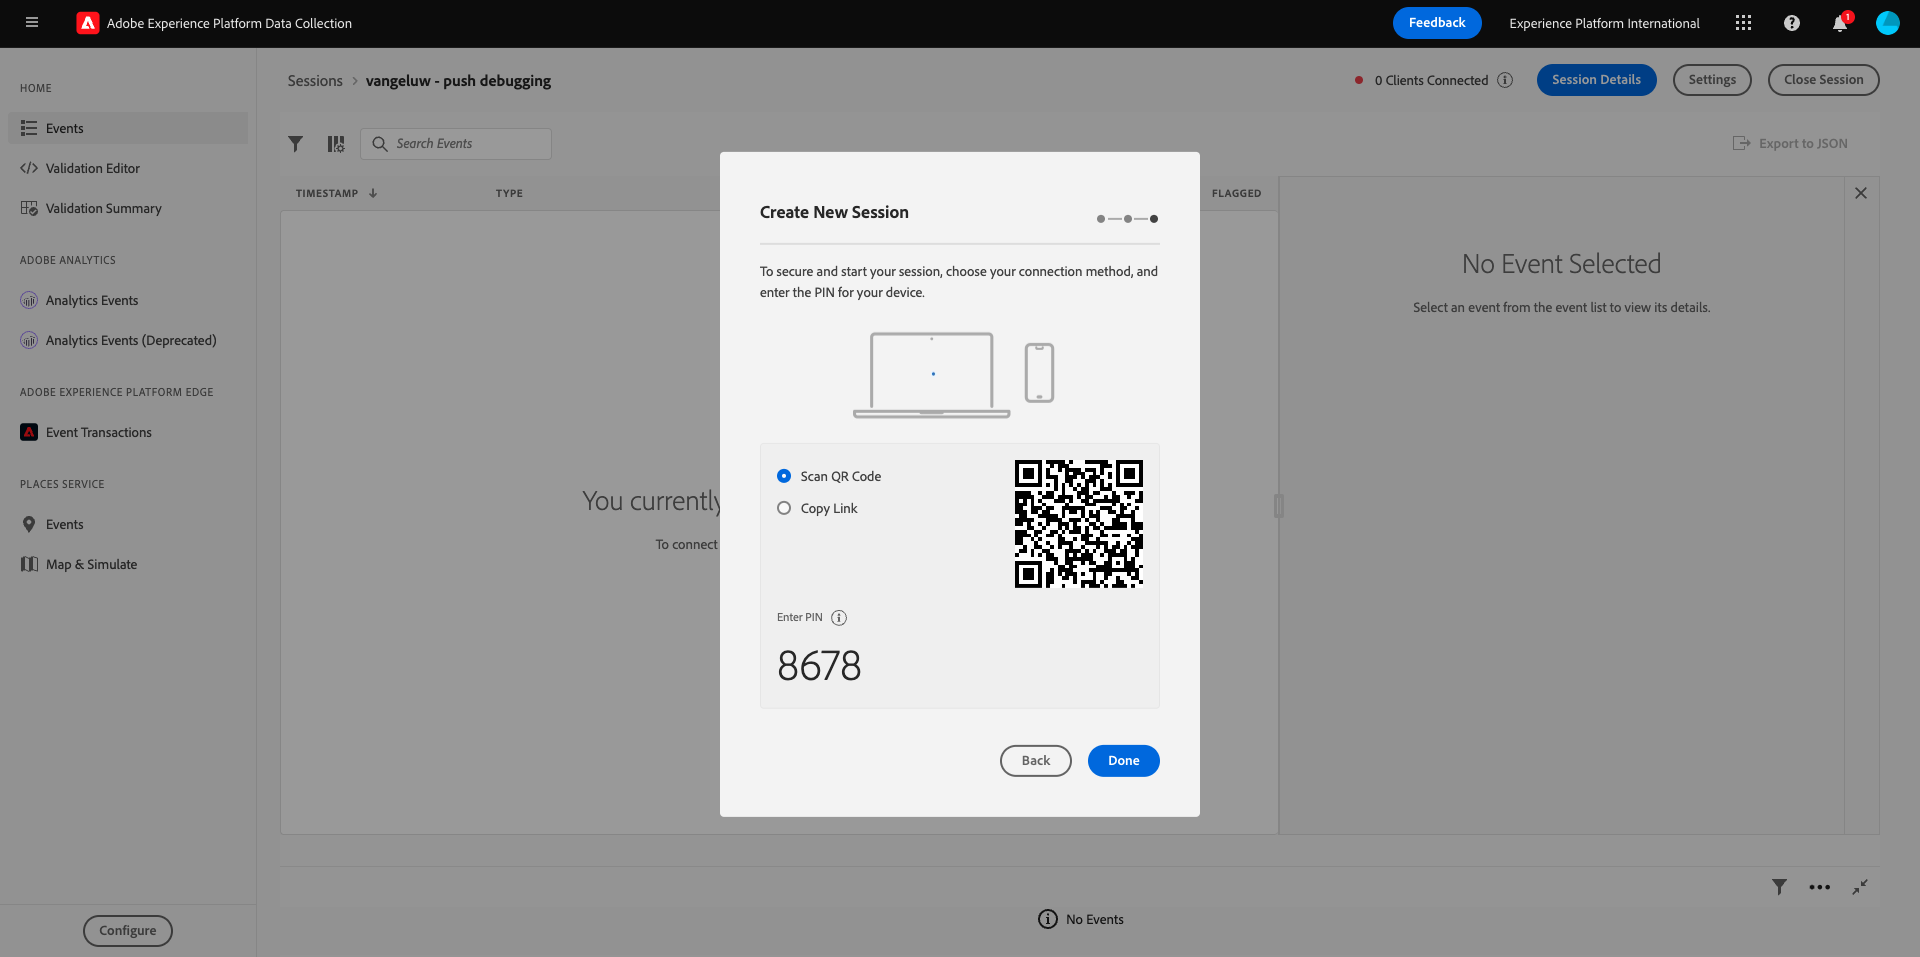 Adobe Experience Platform Data Collection
Feedback
Experience Platform International
1
HOME
Events
Validation Editor
Validation Summary
ADOBE ANALYTICS
Analytics Events
Analytics Events (Deprecated)
ADOBE EXPERIENCE PLATFORM EDGE
Event Transactions
PLACES SERVICE
Events
Map & Simulate
Configure
Sessions > vangeluw - push debugging
0 Clients Connected
Session Details
Settings
Close Session
Search Events
Export to JSON
TIMESTAMP
TYPE
FLAGGED
You currently
To connect
Create New Session
To secure and start your session, choose your connection method, and
enter the PIN for your device.
Scan QR Code
Copy Link
Enter PIN
8678
Back
Done
No Event Selected
Select an event from the event list to view its details.
No Events